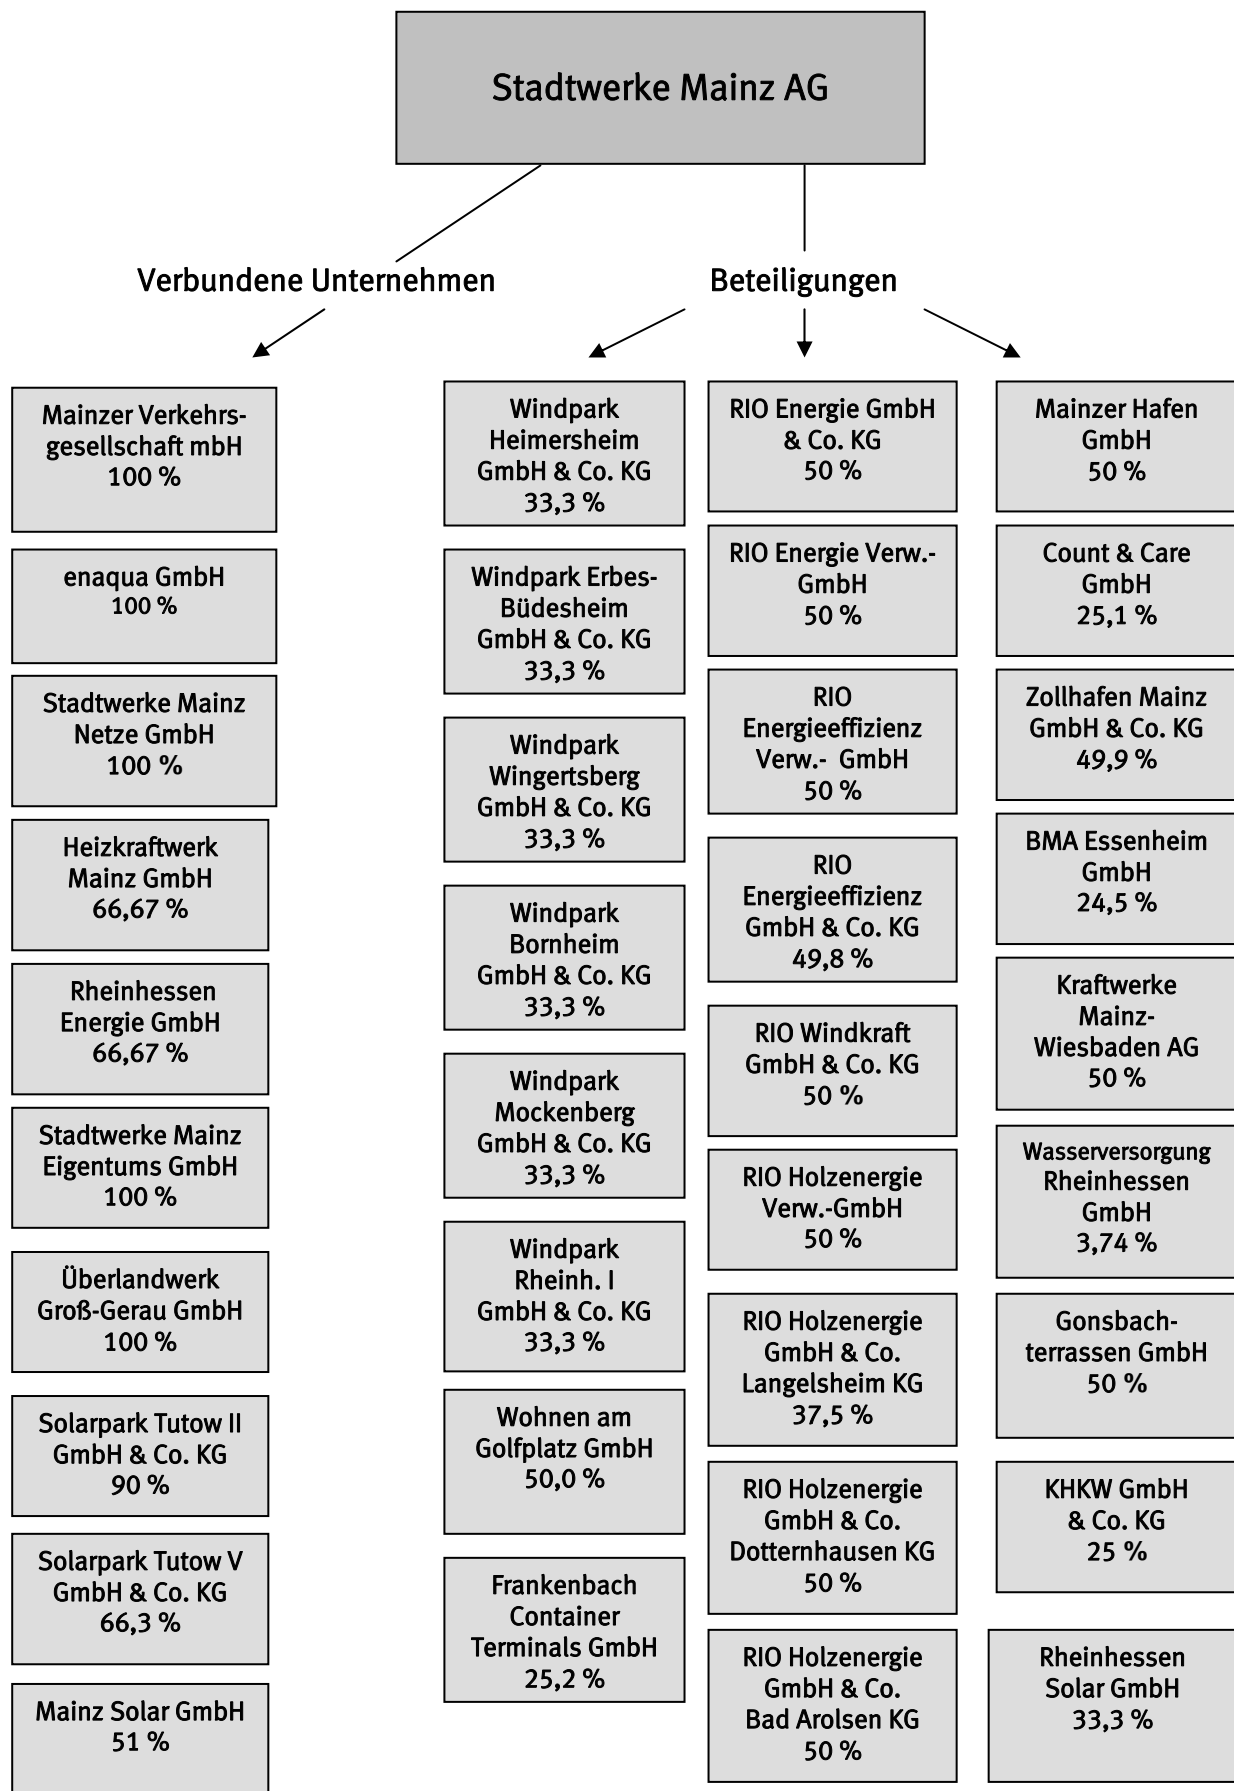 Stadtwerke Mainz AG
Verbundene Unternehmen
Beteiligungen
Mainzer Verkehrs-
gesellschaft mbH
100 %
enaqua GmbH
100 %
Stadtwerke Mainz
Netze GmbH
100 %
Heizkraftwerk
Mainz GmbH
66,67 %
Rheinhessen
Energie GmbH
66,67 %
Stadtwerke Mainz
Eigentums GmbH
100 %
Überlandwerk
Groß-Gerau GmbH
100 %
Solarpark Tutow II
GmbH & Co. KG
90 %
Solarpark Tutow V
GmbH & Co. KG
66,3 %
Mainz Solar GmbH
51 %
Windpark
Heimersheim
GmbH & Co. KG
33,3 %
Windpark Erbes-
Büdesheim
GmbH & Co. KG
33,3 %
Windpark
Wingertsberg
GmbH & Co. KG
33,3 %
Windpark
Bornheim
GmbH & Co. KG
33,3 %
Windpark
Mockenberg
GmbH & Co. KG
33,3 %
Windpark
Rheinh. I
GmbH & Co. KG
33,3 %
Wohnen am
Golfplatz GmbH
50,0 %
Frankenbach
Container
Terminals GmbH
25,2 %
RIO Energie GmbH
& Co. KG
50 %
RIO Energie Verw.-
GmbH
50 %
RIO
Energieeffizienz
Verw.- GmbH
50 %
RIO
Energieeffizienz
GmbH & Co. KG
49,8 %
RIO Windkraft
GmbH & Co. KG
50 %
RIO Holzenergie
Verw.-GmbH
50 %
RIO Holzenergie
GmbH & Co.
Langelsheim KG
37,5 %
RIO Holzenergie
GmbH & Co.
Dotternhausen KG
50 %
RIO Holzenergie
GmbH & Co.
Bad Arolsen KG
50 %
Mainzer Hafen
GmbH
50 %
Count & Care
GmbH
25,1 %
Zollhafen Mainz
GmbH & Co. KG
49,9 %
BMA Essenheim
GmbH
24,5 %
Kraftwerke
Mainz-
Wiesbaden AG
50 %
Wasserversorgung
Rheinhessen
GmbH
3,74 %
Gonsbach-
terrassen GmbH
50 %
KHKW GmbH
& Co. KG
25 %
Rheinhessen
Solar GmbH
33,3 %